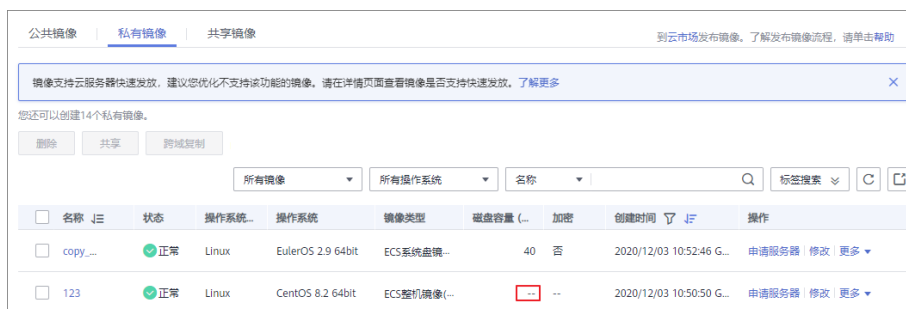 公共镜像 私有镜像 共享镜像 到云市场发布镜像。了解发布镜像流程，请单击帮助
镜像支持云服务器快速发放，建议您优化不支持该功能的镜像。请在详情页面查看镜像是否支持快速发放。了解更多
您还可以创建14个私有镜像。
删除 共享 跨域复制
所有镜像 所有操作系统 名称 标签搜索
名称 状态 操作系统... 操作系统 镜像类型 磁盘容量 (... 加密 创建时间 操作
copy_... 正常 Linux EulerOS 2.9 64bit ECS系统盘镜... 40 否 2020/12/03 10:52:46 G... 申请服务器 修改 更多
123 正常 Linux CentOS 8.2 64bit ECS整机镜像(... -- -- 2020/12/03 10:50:50 G... 申请服务器 修改 更多